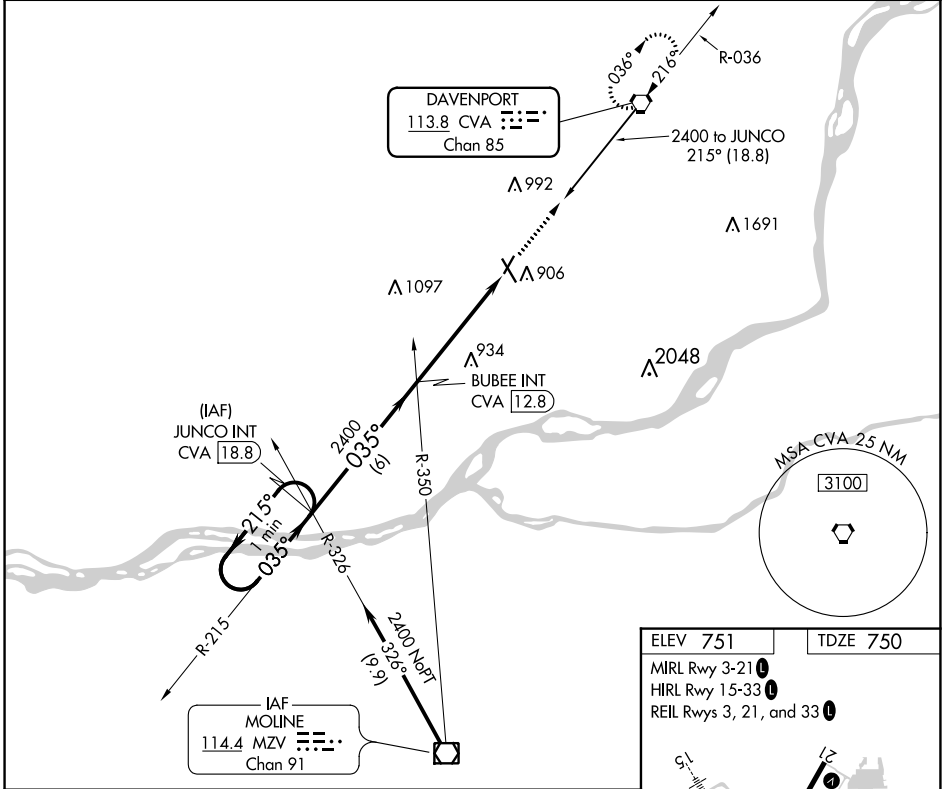 R-036
036°
216°
DAVENPORT
113.8 CVA
Chan 85
2400 to JUNCO
215° (18.8)
992
1691
906
1097
934
2048
BUBEE INT
CVA 12.8
(IAF)
JUNCO INT
CVA 18.8
2400
035°
(6)
R-350
MSA CVA 25 NM
3100
215°
1 min
035°
R-326
R-215
2400 NoPT
326°
(9.9)
IAF
MOLINE
114.4 MZV
Chan 91
ELEV 751
TDZE 750
MIRL Rwy 3-21 L
HIRL Rwy 15-33 L
REIL Rwys 3, 21, and 33 L
15
21
V